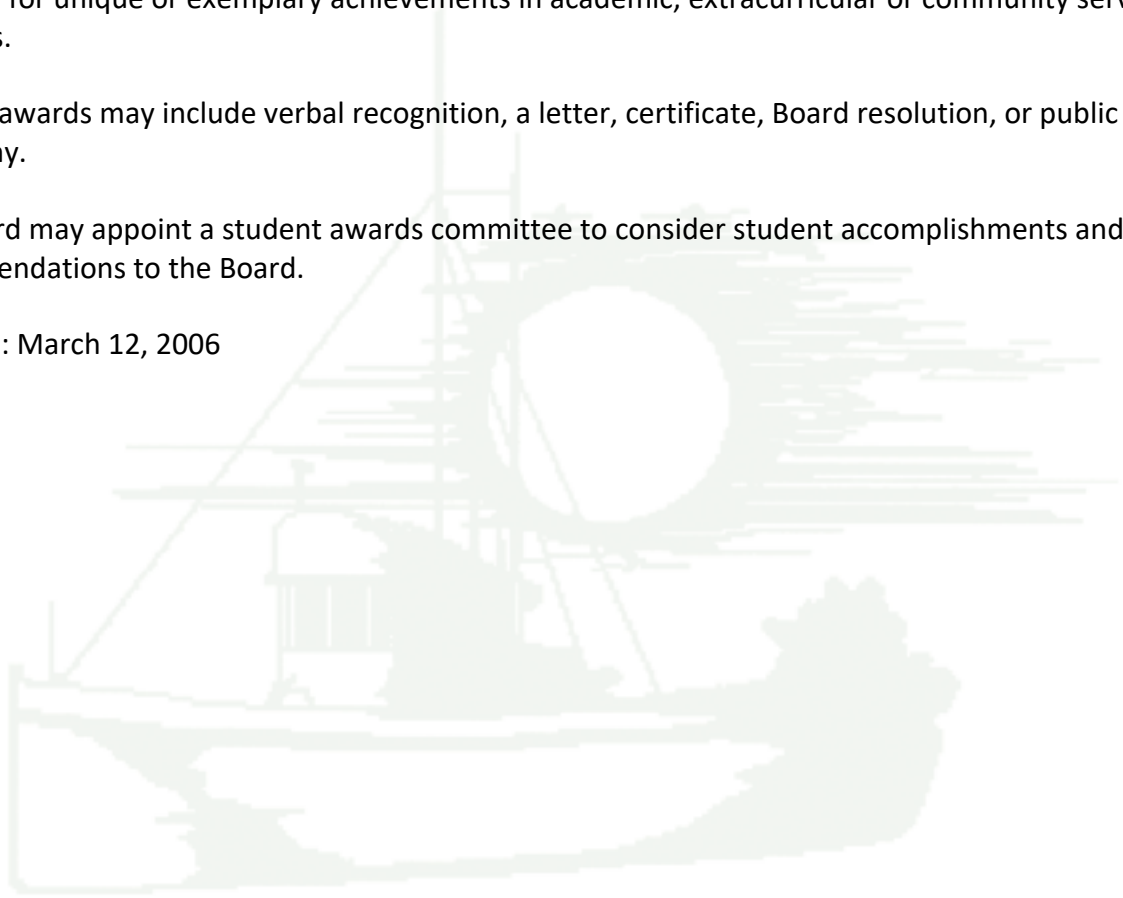 for unique or exemplary achievements in academic, extracurricular or community
s.
awards may include verbal recognition, a letter, certificate, Board resolution, or public
y.
rd may appoint a student awards committee to consider student accomplishments and
endations to the Board.
: March 12, 2006